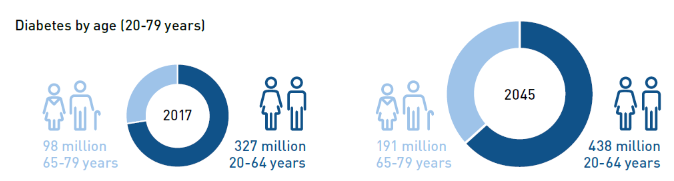 Diabetes by age (20-79 years)
2017
98 million
65-79 years
327 million
20-64 years
2045
191 million
65-79 years
438 million
20-64 years